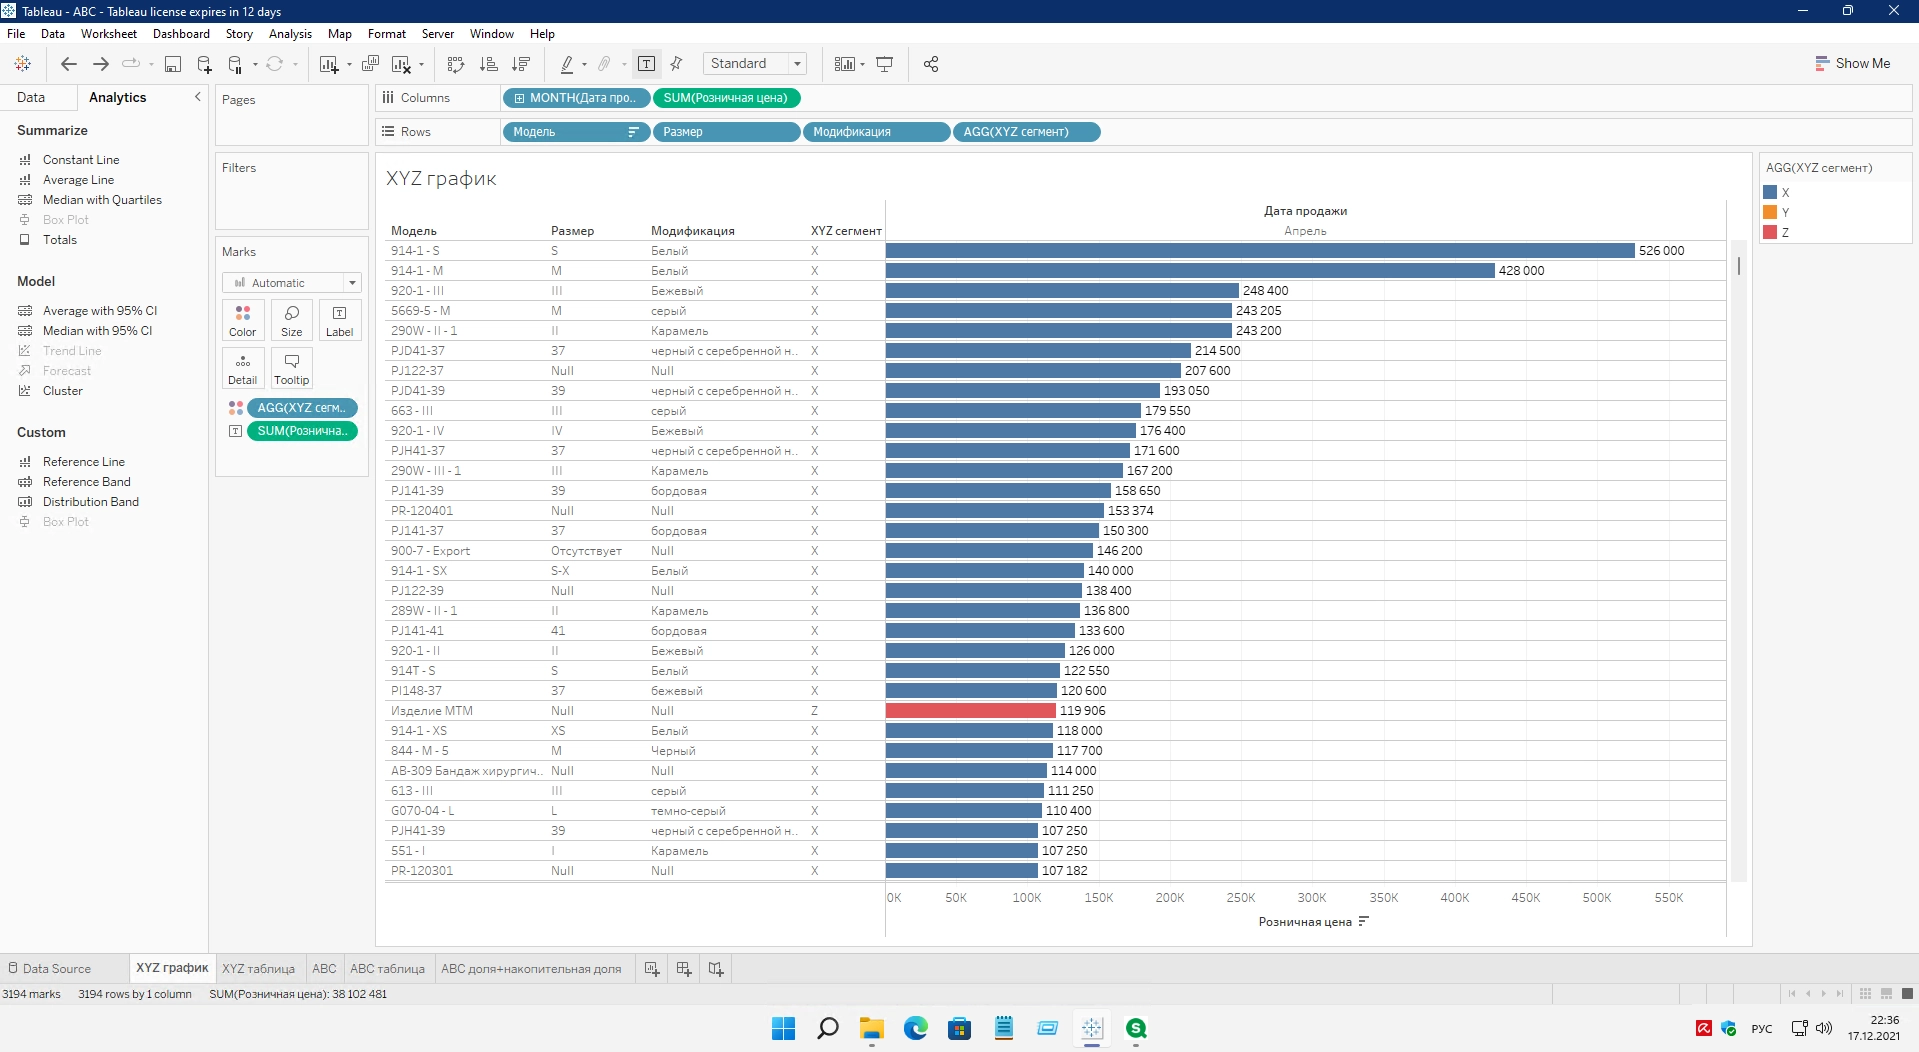 Tableau - ABC - Tableau license expires in 12 days
File Data Worksheet Dashboard Story Analysis Map Format Server Window Help
Standard
Show Me
Data Analytics
Summarize
Constant Line
Average Line
Median with Quartiles
Box Plot
Totals
Model
Average with 95% CI
Median with 95% CI
Trend Line
Forecast
Cluster
Custom
Reference Line
Reference Band
Distribution Band
Box Plot
Pages
Filters
Marks
Automatic
Color Size Label
Detail Tooltip
AGG(XYZ сегм..
SUM(Рознична..
Columns MONTH(Дата про.. SUM(Розничная цена)
Rows Модель Размер Модификация AGG(XYZ сегмент)
XYZ график
Дата продажи
Модель Размер Модификация XYZ сегмент Апрель
914-1 - S S Белый X 526 000
914-1 - M M Белый X 428 000
920-1 - III III Бежевый X 248 400
5669-5 - M M серый X 243 205
290W - II - 1 II Карамель X 243 200
PJD41-37 37 черный с серебренной н.. X 214 500
PJ122-37 Null Null X 207 600
PJD41-39 39 черный с серебренной н.. X 193 050
663 - III III серый X 179 550
920-1 - IV IV Бежевый X 176 400
PJH41-37 37 черный с серебренной н.. X 171 600
290W - III - 1 III Карамель X 167 200
PJ141-39 39 бордовая X 158 650
PR-120401 Null Null X 153 374
PJ141-37 37 бордовая X 150 300
900-7 - Export Отсутствует Null X 146 200
914-1 - SX S-X Белый X 140 000
PJ122-39 Null Null X 138 400
289W - II - 1 II Карамель X 136 800
PJ141-41 41 бордовая X 133 600
920-1 - II II Бежевый X 126 000
914T - S S Белый X 122 550
PI148-37 37 бежевый X 120 600
Изделие МТМ Null Null Z 119 906
914-1 - XS XS Белый X 118 000
844 - M - 5 M Черный X 117 700
АВ-309 Бандаж хирургич.. Null Null X 114 000
613 - III III серый X 111 250
G070-04 - L L темно-серый X 110 400
PJH41-39 39 черный с серебренной н.. X 107 250
551 - I I Карамель X 107 250
PR-120301 Null Null X 107 182
0K 50K 100K 150K 200K 250K 300K 350K 400K 450K 500K 550K
Розничная цена
AGG(XYZ сегмент)
X
Y
Z
Data Source XYZ график XYZ таблица ABC ABC таблица ABC доля+накопительная доля
3194 marks 3194 rows by 1 column SUM(Розничная цена): 38 102 481
РУС
22:36
17.12.2021